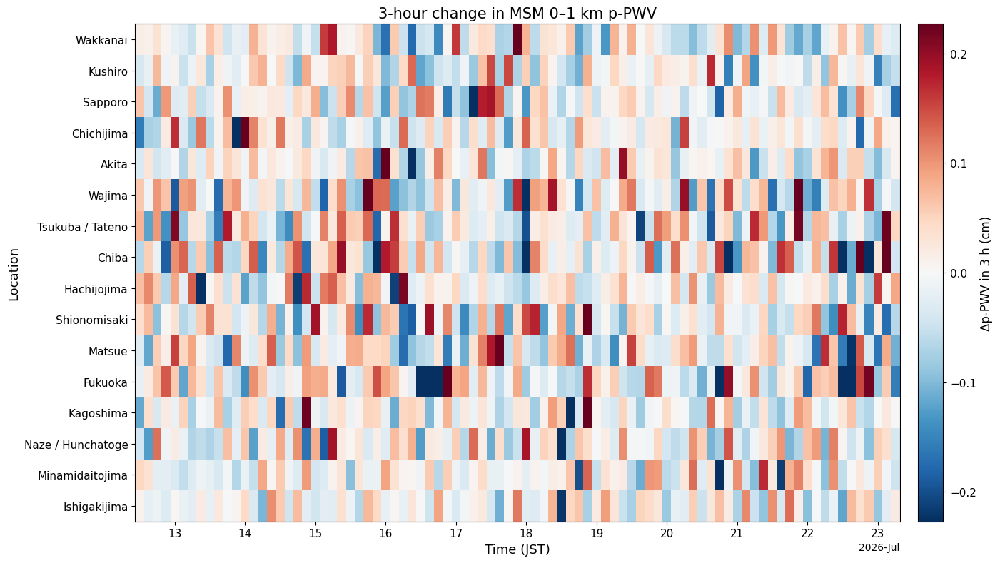 3-hour change in MSM 0–1 km p-PWV
Location
Wakkanai
Kushiro
Sapporo
Chichijima
Akita
Wajima
Tsukuba / Tateno
Chiba
Hachijojima
Shionomisaki
Matsue
Fukuoka
Kagoshima
Naze / Hunchatoge
Minamidaitojima
Ishigakijima
13 14 15 16 17 18 19 20 21 22 23
2026-Jul
Time (JST)
0.2
0.1
0.0
−0.1
−0.2
Δp-PWV in 3 h (cm)